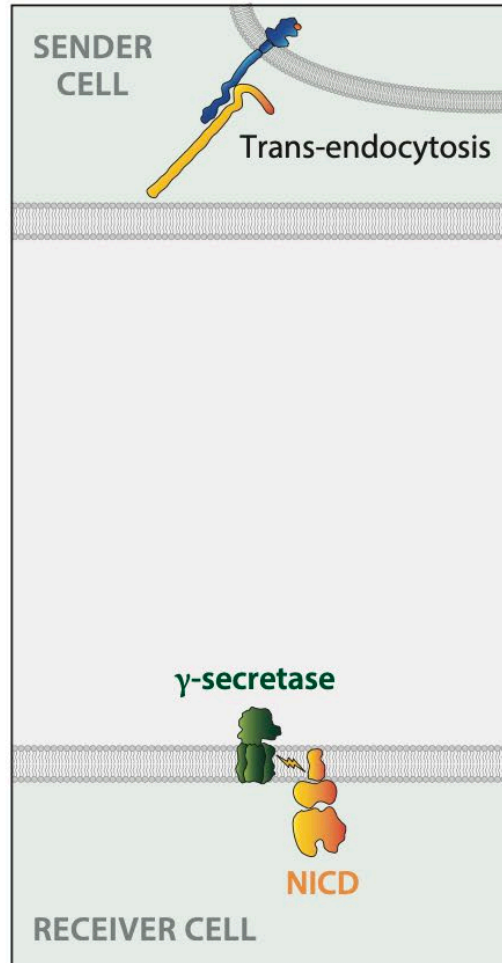 SENDER
CELL
Trans-endocytosis
γ-secretase
NICD
RECEIVER CELL